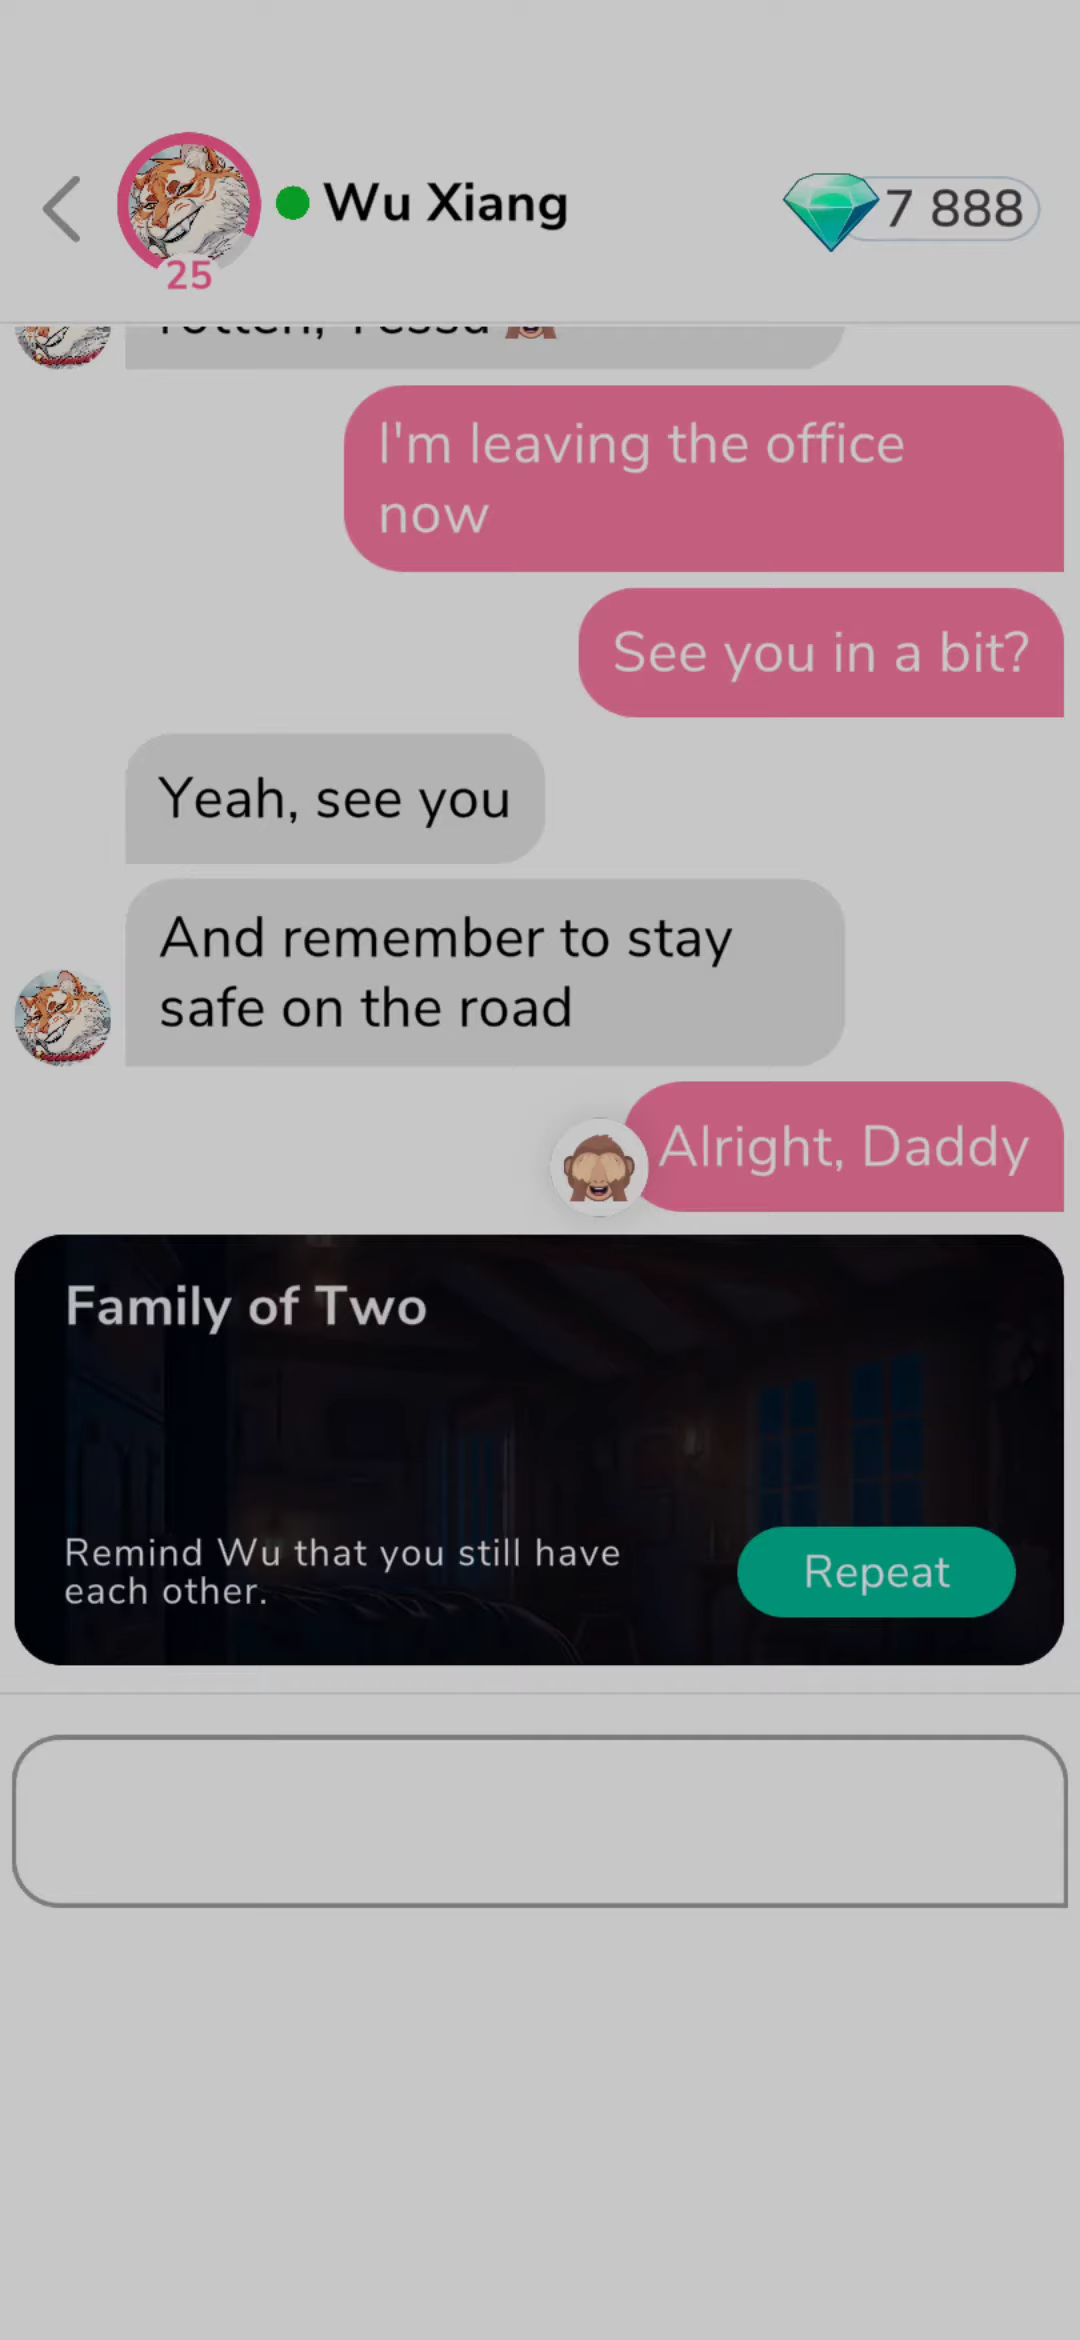 Wu Xiang
7 888
25
I'm leaving the office
now
See you in a bit?
Yeah, see you
And remember to stay
safe on the road
Alright, Daddy
Family of Two
Remind Wu that you still have
each other.
Repeat